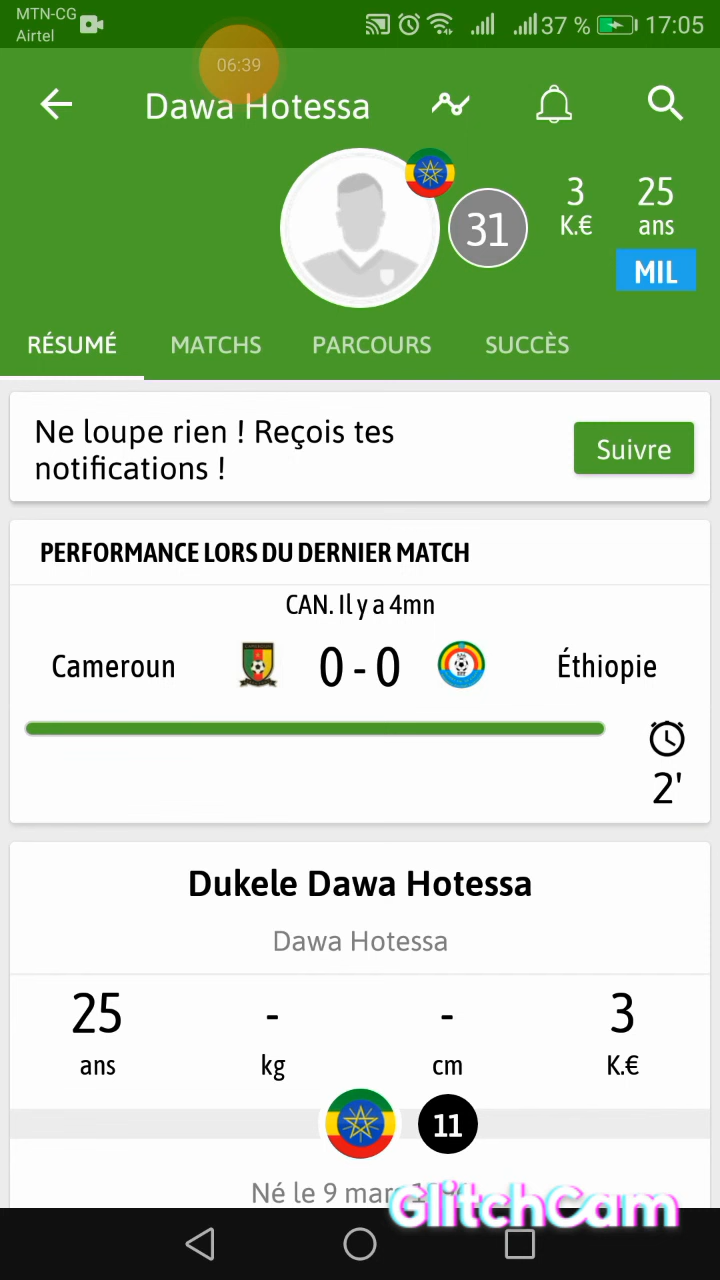 MTN-CG
Airtel
37 % 17:05
06:39
Dawa Hotessa
31
3
K.€
25
ans
MIL
RÉSUMÉ MATCHS PARCOURS SUCCÈS
Ne loupe rien ! Reçois tes
notifications !
Suivre
PERFORMANCE LORS DU DERNIER MATCH
CAN. Il y a 4mn
Cameroun 0 - 0 Éthiopie
2'
Dukele Dawa Hotessa
Dawa Hotessa
25 - - 3
ans kg cm K.€
11
Né le 9 mars
GlitchCam